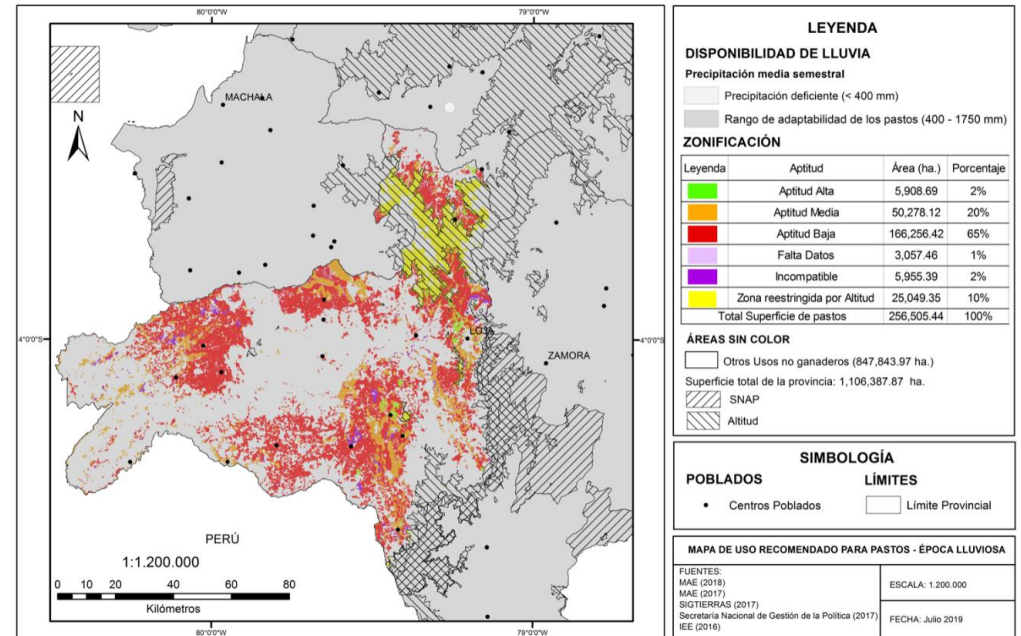 80°0'0"W
79°0'0"W
MACHALA
N
4°0'0"S
4°0'0"S
LOJA
ZAMORA
PERÚ
1:1.200.000
0 10 20 40 60 80
Kilómetros
80°0'0"W
79°0'0"W
LEYENDA
DISPONIBILIDAD DE LLUVIA
Precipitación media semestral
Precipitación deficiente (< 400 mm)
Rango de adaptabilidad de los pastos (400 - 1750 mm)
ZONIFICACIÓN
Leyenda Aptitud Área (ha.) Porcentaje
Aptitud Alta 5,908.69 2%
Aptitud Media 50,278.12 20%
Aptitud Baja 166,256.42 65%
Falta Datos 3,057.46 1%
Incompatible 5,955.39 2%
Zona reestringida por Altitud 25,049.35 10%
Total Superficie de pastos 256,505.44 100%
ÁREAS SIN COLOR
Otros Usos no ganaderos (847,843.97 ha.)
Superficie total de la provincia: 1,106,387.87 ha.
SNAP
Altitud
SIMBOLOGÍA
POBLADOS LÍMITES
Centros Poblados Límite Provincial
MAPA DE USO RECOMENDADO PARA PASTOS - ÉPOCA LLUVIOSA
FUENTES:
MAE (2018)
MAE (2017)
SIGTIERRAS (2017)
Secretaría Nacional de Gestión de la Política (2017)
IEE (2016)
ESCALA: 1.200.000
FECHA: Julio 2019